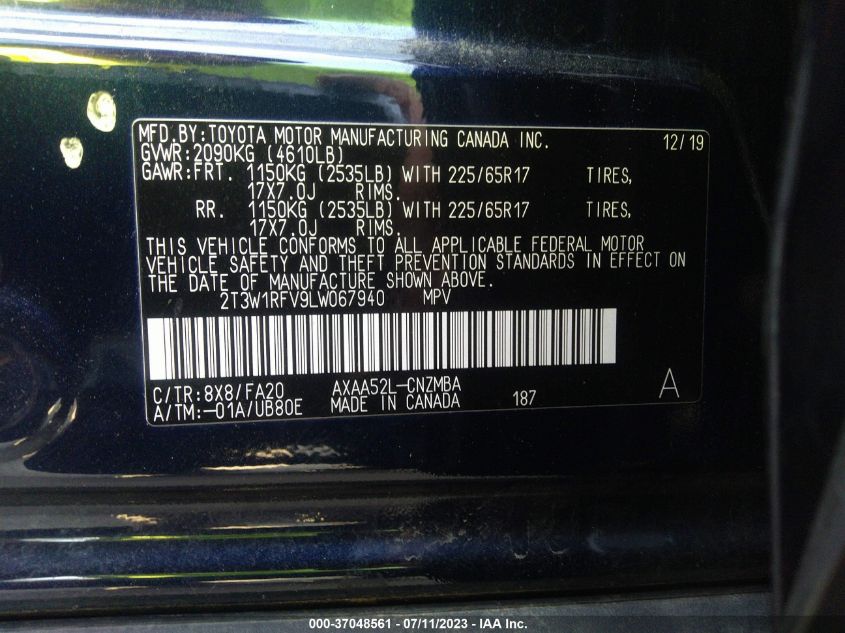 MFD.BY:TOYOTA MOTOR MANUFACTURING CANADA INC. 12/19
GVWR:2090KG (4610LB)
GAWR:FRT. 1150KG (2535LB) WITH 225/65R17 TIRES,
17X7.0J RIMS.
RR. 1150KG (2535LB) WITH 225/65R17 TIRES,
17X7.0J RIMS.
THIS VEHICLE CONFORMS TO ALL APPLICABLE FEDERAL MOTOR
VEHICLE SAFETY AND THEFT PREVENTION STANDARDS IN EFFECT ON
THE DATE OF MANUFACTURE SHOWN ABOVE.
2T3W1RFV9LW067940 MPV
C/TR:8X8/FA20 AXAA52L-CNZMBA
A/TM:-01A/UB80E MADE IN CANADA 187 A
000-37048561 - 07/11/2023 - IAA Inc.